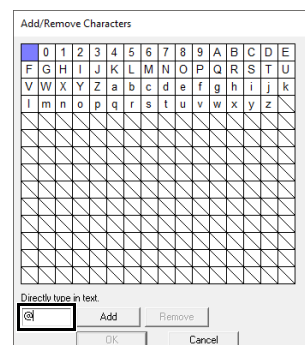 Add/Remove Characters
0 1 2 3 4 5 6 7 8 9 A B C D E
F G H I J K L M N O P Q R S T U
V W X Y Z a b c d e f g h i j k
l m n o p q r s t u v w x y z
Directly type in text.
@ Add Remove
OK Cancel